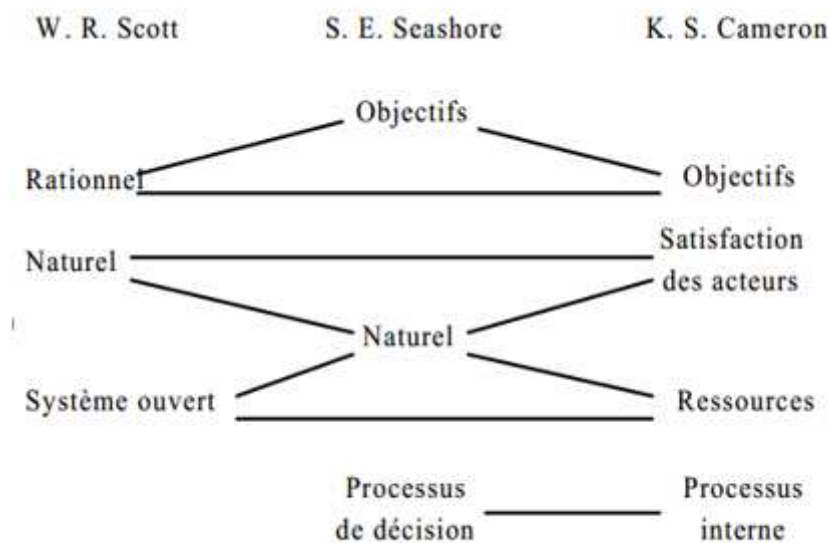 W. R. Scott S. E. Seashore K. S. Cameron
Objectifs
Rationnel Objectifs
Satisfaction
Naturel
des acteurs
Naturel
Système ouvert Ressources
Processus Processus
de décision interne